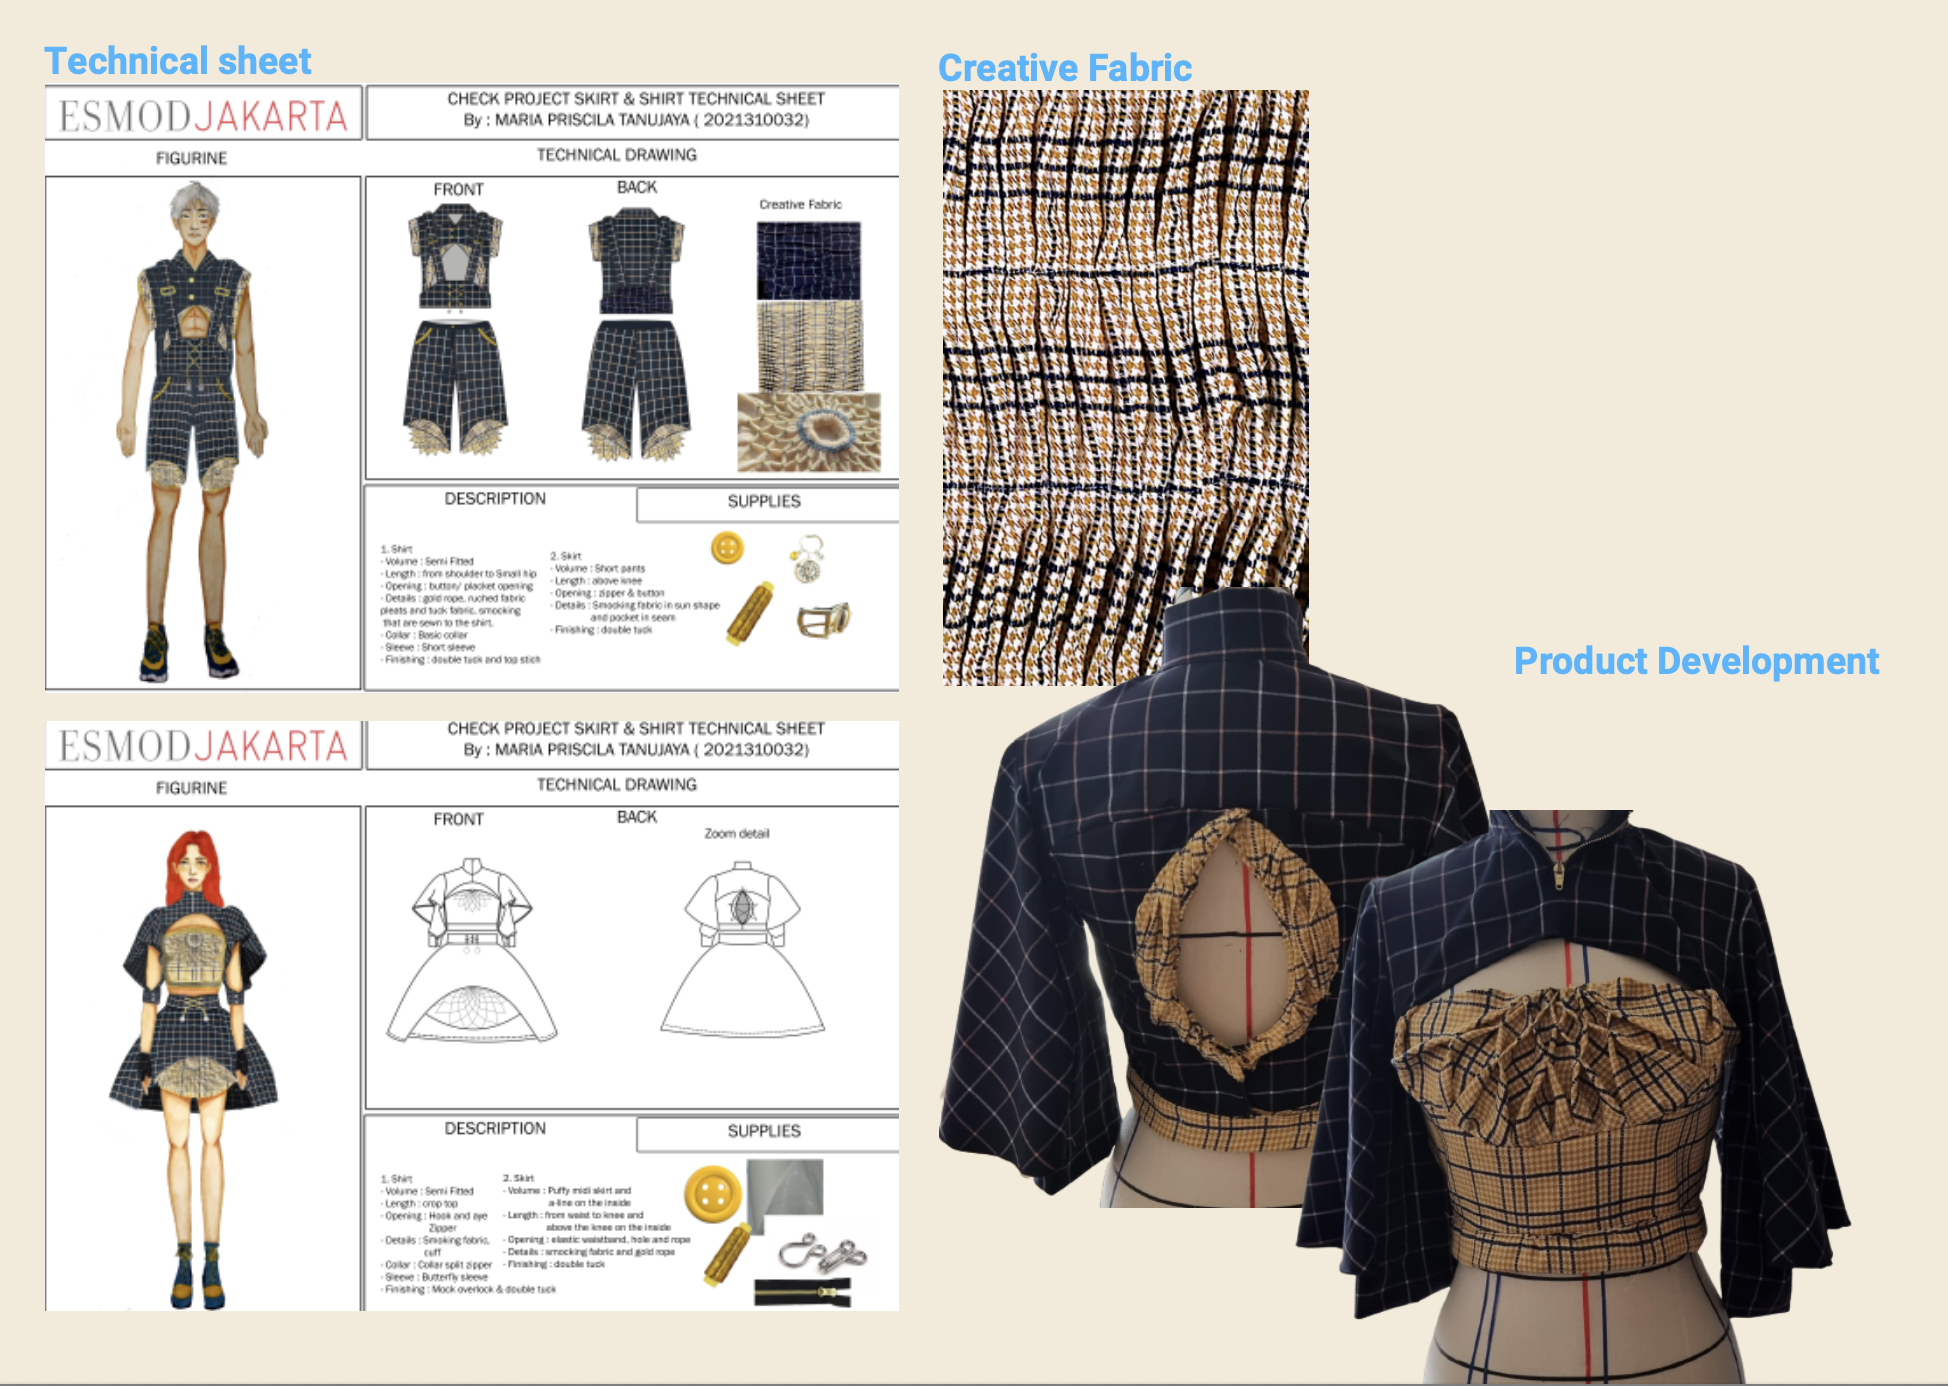 Technical sheet
ESMODJAKARTA
CHECK PROJECT SKIRT & SHIRT TECHNICAL SHEET
By : MARIA PRISCILA TANUJAYA ( 2021310032)
FIGURINE
TECHNICAL DRAWING
FRONT
BACK
Creative Fabric
DESCRIPTION
SUPPLIES
1. Shirt
- Volume : Semi Fitted
- Length : from shoulder to Small hip
- Opening : button/ placket opening
- Details : gold rope, ruched fabric
pleats and tuck fabric, smocking
that are sewn to the shirt.
- Collar : Basic collar
- Sleeve : Short sleeve
- Finishing : double tuck and top stich
2. Skirt
- Volume : Short pants
- Length : above knee
- Opening : zipper & button
- Details : Smocking fabric in sun shape
and pocket in seam
- Finishing : double tuck
ESMODJAKARTA
CHECK PROJECT SKIRT & SHIRT TECHNICAL SHEET
By : MARIA PRISCILA TANUJAYA ( 2021310032)
FIGURINE
TECHNICAL DRAWING
FRONT
BACK
Zoom detail
DESCRIPTION
SUPPLIES
1. Shirt
- Volume : Semi Fitted
- Length : crop top
- Opening : Hook and aye
Zipper
- Details : Smoking fabric,
cuff
- Collar : Collar split zipper
- Sleeve : Butterfly sleeve
- Finishing : Mock overlock & double tuck
2. Skirt
- Volume : Puffy midi skirt and
a-line on the inside
- Length : from waist to knee and
above the knee on the inside
- Opening : elastic waistband, hole and rope
- Details : smocking fabric and gold rope
- Finishing : double tuck
Creative Fabric
Product Development